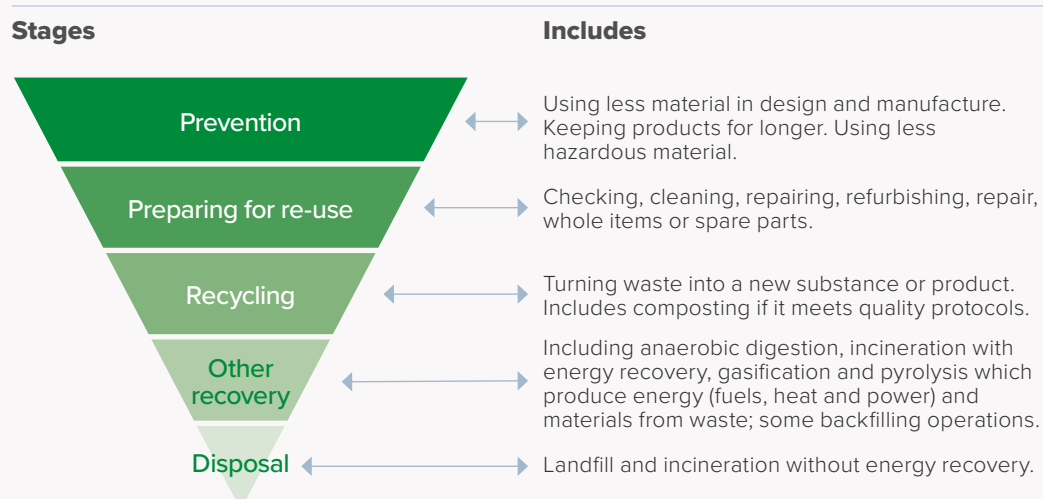 Stages
Includes
Prevention
Using less material in design and manufacture.
Keeping products for longer. Using less
hazardous material.
Preparing for re-use
Checking, cleaning, repairing, refurbishing, repair,
whole items or spare parts.
Recycling
Turning waste into a new substance or product.
Includes composting if it meets quality protocols.
Other
recovery
Including anaerobic digestion, incineration with
energy recovery, gasification and pyrolysis which
produce energy (fuels, heat and power) and
materials from waste; some backfilling operations.
Disposal
Landfill and incineration without energy recovery.